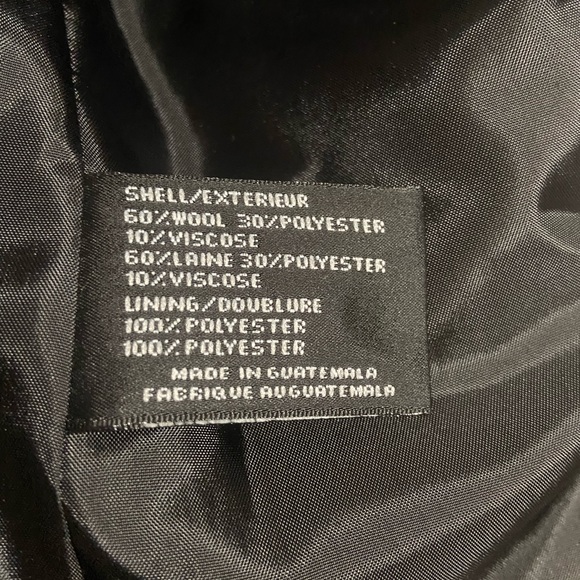 SHELL/EXTERIEUR
60%WOOL 30%POLYESTER
10%VISCOSE
60%LAINE 30%POLYESTER
10%VISCOSE
LINING/DOUBLURE
100% POLYESTER
100% POLYESTER
MADE IN GUATEMALA
FABRIQUE AUGUATEMALA